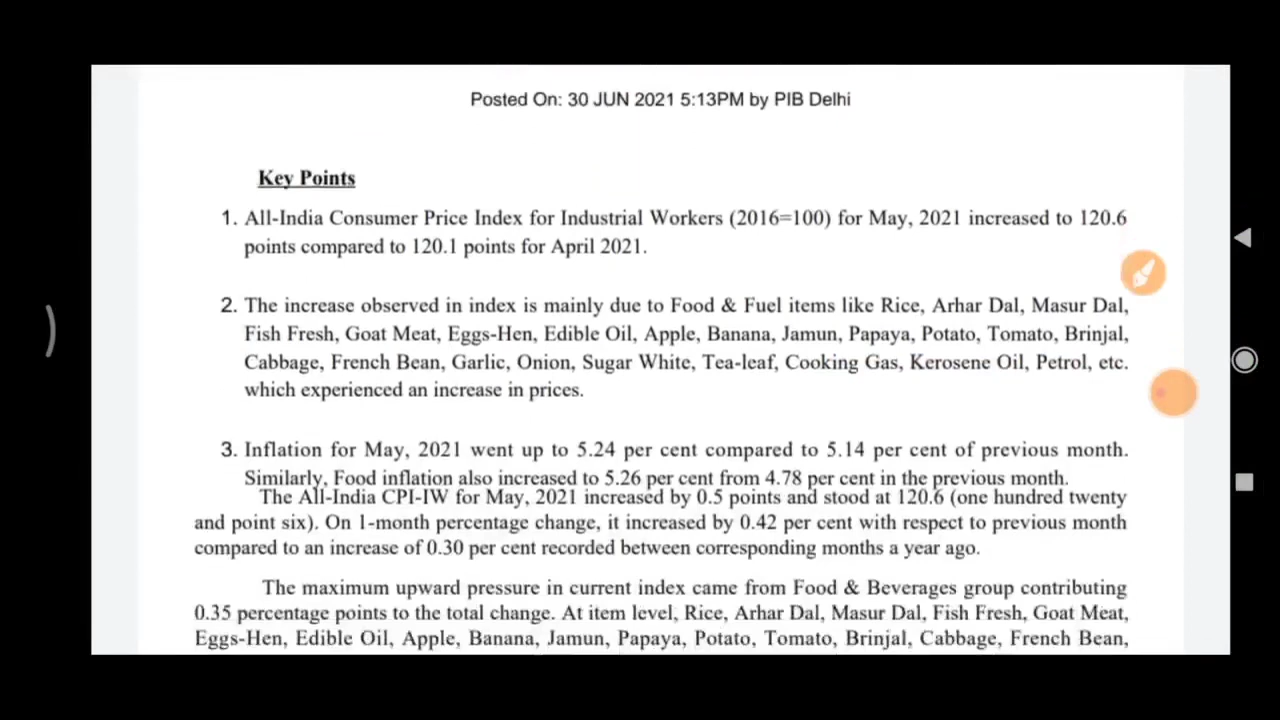 Posted On: 30 JUN 2021 5:13PM by PIB Delhi
Key Points
1. All-India Consumer Price Index for Industrial Workers (2016=100) for May, 2021 increased to 120.6
points compared to 120.1 points for April 2021.
2. The increase observed in index is mainly due to Food & Fuel items like Rice, Arhar Dal, Masur Dal,
Fish Fresh, Goat Meat, Eggs-Hen, Edible Oil, Apple, Banana, Jamun, Papaya, Potato, Tomato, Brinjal,
Cabbage, French Bean, Garlic, Onion, Sugar White, Tea-leaf, Cooking Gas, Kerosene Oil, Petrol, etc.
which experienced an increase in prices.
3. Inflation for May, 2021 went up to 5.24 per cent compared to 5.14 per cent of previous month.
Similarly, Food inflation also increased to 5.26 per cent from 4.78 per cent in the previous month.
The All-India CPI-IW for May, 2021 increased by 0.5 points and stood at 120.6 (one hundred twenty
and point six). On 1-month percentage change, it increased by 0.42 per cent with respect to previous month
compared to an increase of 0.30 per cent recorded between corresponding months a year ago.
The maximum upward pressure in current index came from Food & Beverages group contributing
0.35 percentage points to the total change. At item level, Rice, Arhar Dal, Masur Dal, Fish Fresh, Goat Meat,
Eggs-Hen, Edible Oil, Apple, Banana, Jamun, Papaya, Potato, Tomato, Brinjal, Cabbage, French Bean,